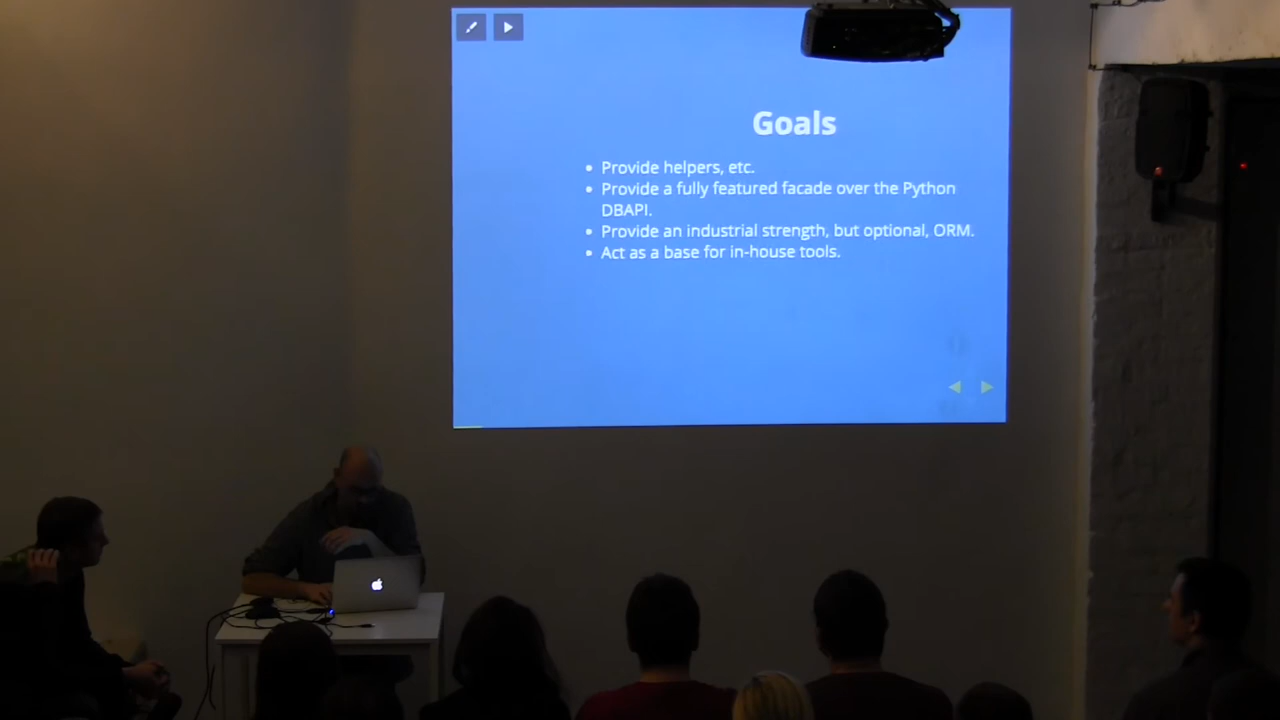 Goals
Provide helpers, etc.
Provide a fully featured facade over the Python
DBAPI.
Provide an industrial strength, but optional, ORM.
Act as a base for in-house tools.